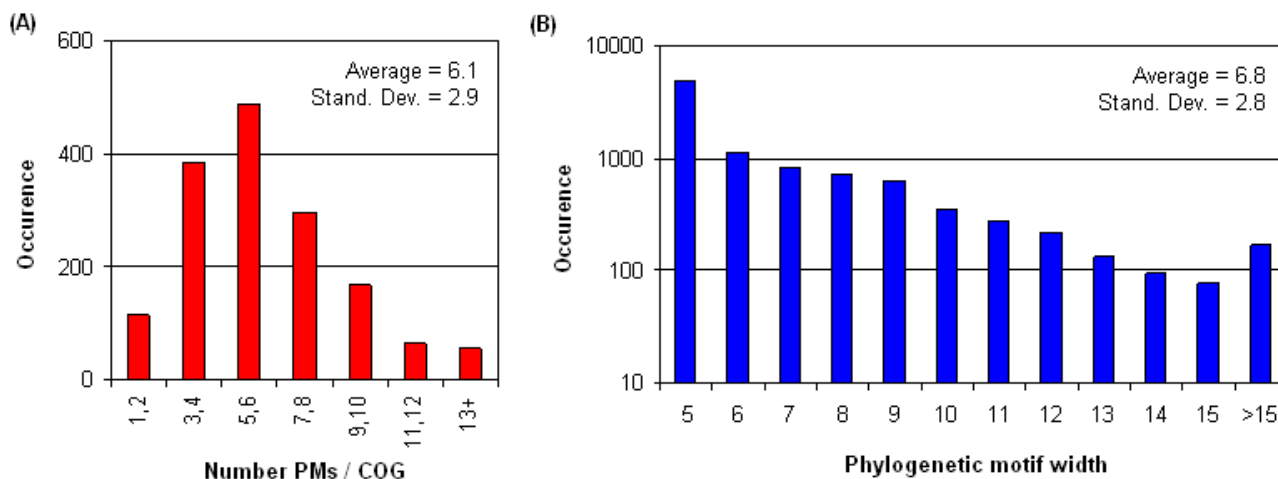 (A)
600
400
200
0
Occurence
Average = 6.1
Stand. Dev. = 2.9
1,2
3,4
5,6
7,8
9,10
11,12
13+
Number PMs / COG
(B)
10000
1000
100
10
Occurence
Average = 6.8
Stand. Dev. = 2.8
5 6 7 8 9 10 11 12 13 14 15 >15
Phylogenetic motif width